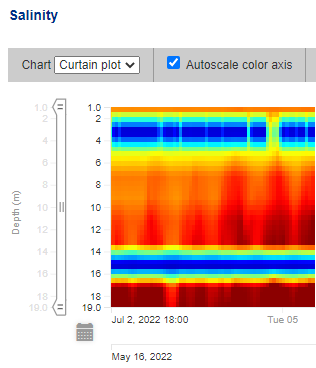 Salinity
Chart Curtain plot Autoscale color axis
Depth (m)
1.0 1.0
2 2
4 4
6 6
8 8
10 10
12 12
14 14
16 16
18 18
19.0 19.0
Jul 2, 2022 18:00 Tue 05
May 16, 2022